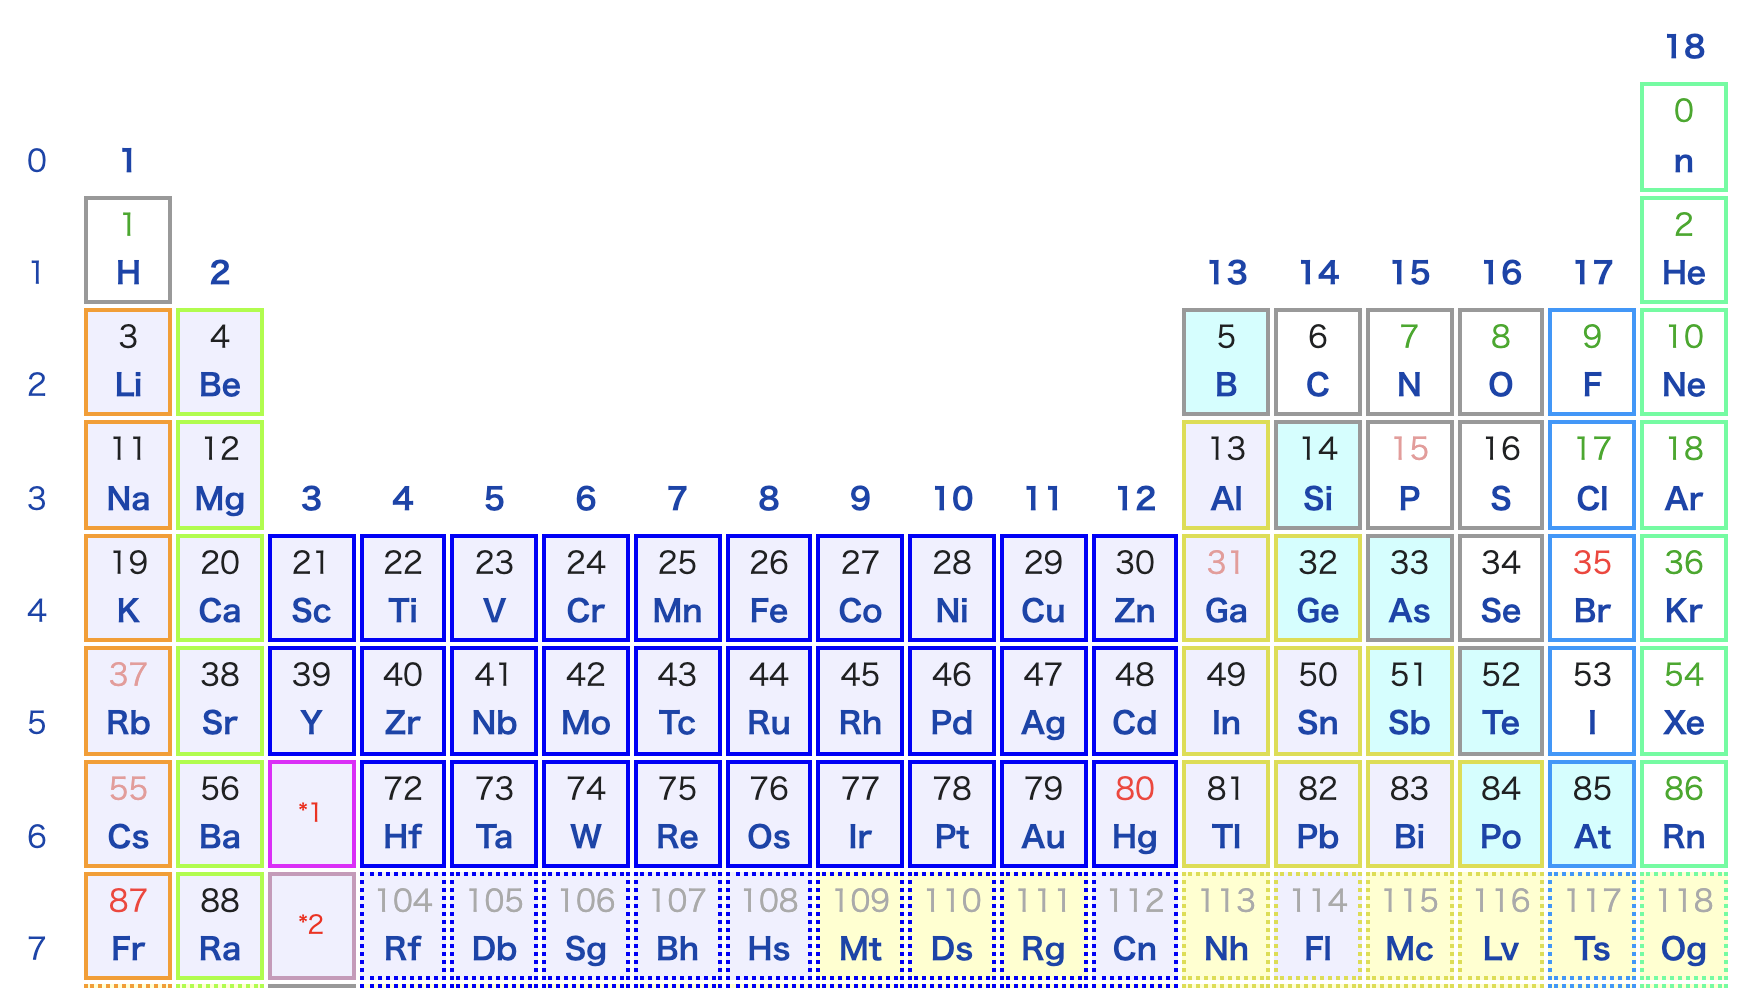 18
0
0 1 n
1 2
1 H 2 13 14 15 16 17 He
3 4 5 6 7 8 9 10
2 Li Be B C N O F Ne
11 12 13 14 15 16 17 18
3 Na Mg 3 4 5 6 7 8 9 10 11 12 Al Si P S Cl Ar
19 20 21 22 23 24 25 26 27 28 29 30 31 32 33 34 35 36
4 K Ca Sc Ti V Cr Mn Fe Co Ni Cu Zn Ga Ge As Se Br Kr
37 38 39 40 41 42 43 44 45 46 47 48 49 50 51 52 53 54
5 Rb Sr Y Zr Nb Mo Tc Ru Rh Pd Ag Cd In Sn Sb Te I Xe
55 56 *1 72 73 74 75 76 77 78 79 80 81 82 83 84 85 86
6 Cs Ba Hf Ta W Re Os Ir Pt Au Hg Tl Pb Bi Po At Rn
87 88 *2 104 105 106 107 108 109 110 111 112 113 114 115 116 117 118
7 Fr Ra Rf Db Sg Bh Hs Mt Ds Rg Cn Nh Fl Mc Lv Ts Og